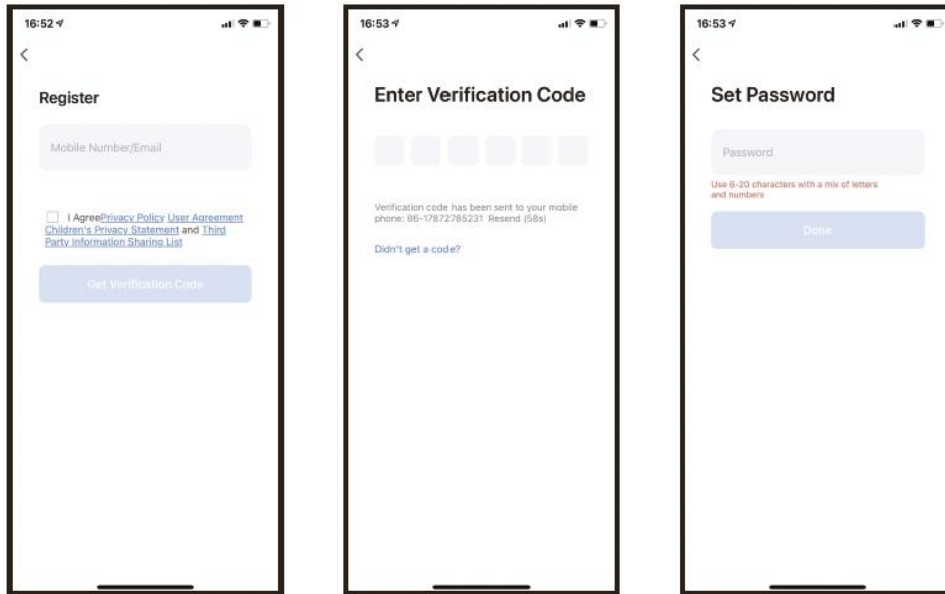 16:52
Register
Mobile Number/Email
I AgreePrivacy Policy User Agreement
Children's Privacy Statement and Third
Party Information Sharing List
Get Verification Code
16:53
Enter Verification Code
Verification code has been sent to your mobile
phone: 86-17872785231 Resend (58s)
Didn't get a code?
16:53
Set Password
Password
Use 6-20 characters with a mix of letters
and numbers
Done